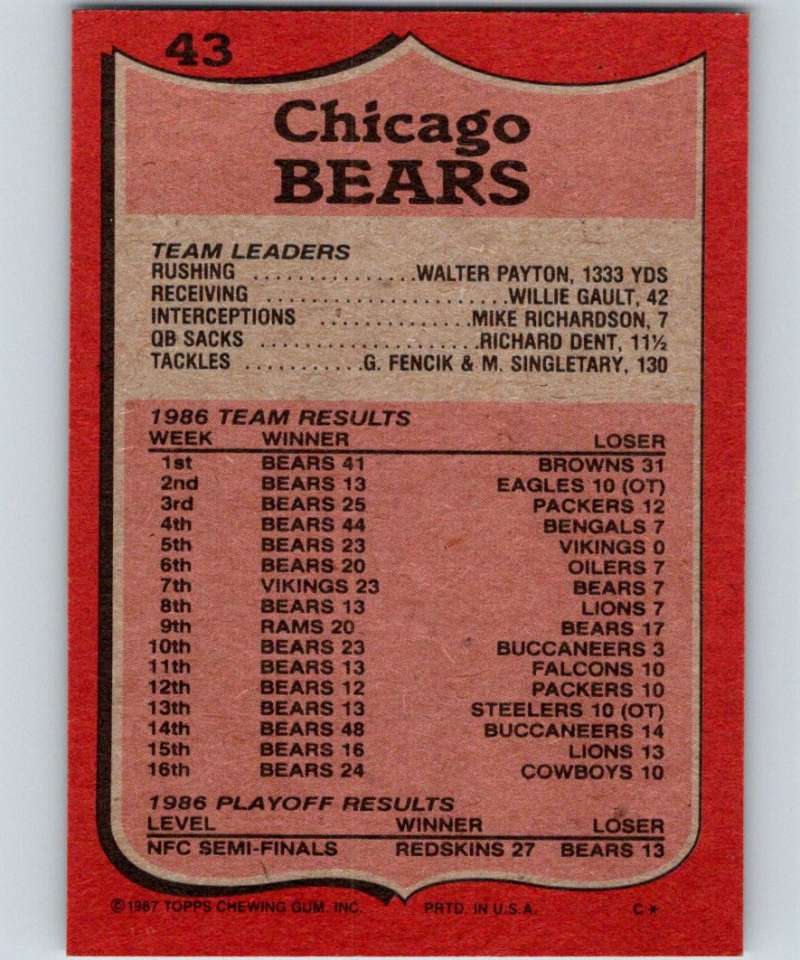 43
Chicago
BEARS
TEAM LEADERS
RUSHING ...............WALTER PAYTON, 1333 YDS
RECEIVING ......................WILLIE GAULT, 42
INTERCEPTIONS ..............MIKE RICHARDSON, 7
QB SACKS ....................RICHARD DENT, 11½
TACKLES ...........G. FENCIK & M. SINGLETARY, 130
1986 TEAM RESULTS
WEEK WINNER LOSER
1st BEARS 41 BROWNS 31
2nd BEARS 13 EAGLES 10 (OT)
3rd BEARS 25 PACKERS 12
4th BEARS 44 BENGALS 7
5th BEARS 23 VIKINGS 0
6th BEARS 20 OILERS 7
7th VIKINGS 23 BEARS 7
8th BEARS 13 LIONS 7
9th RAMS 20 BEARS 17
10th BEARS 23 BUCCANEERS 3
11th BEARS 13 FALCONS 10
12th BEARS 12 PACKERS 10
13th BEARS 13 STEELERS 10 (OT)
14th BEARS 48 BUCCANEERS 14
15th BEARS 16 LIONS 13
16th BEARS 24 COWBOYS 10
1986 PLAYOFF RESULTS
LEVEL WINNER LOSER
NFC SEMI-FINALS REDSKINS 27 BEARS 13
©1987 TOPPS CHEWING GUM, INC. PRTD. IN U.S.A. C*